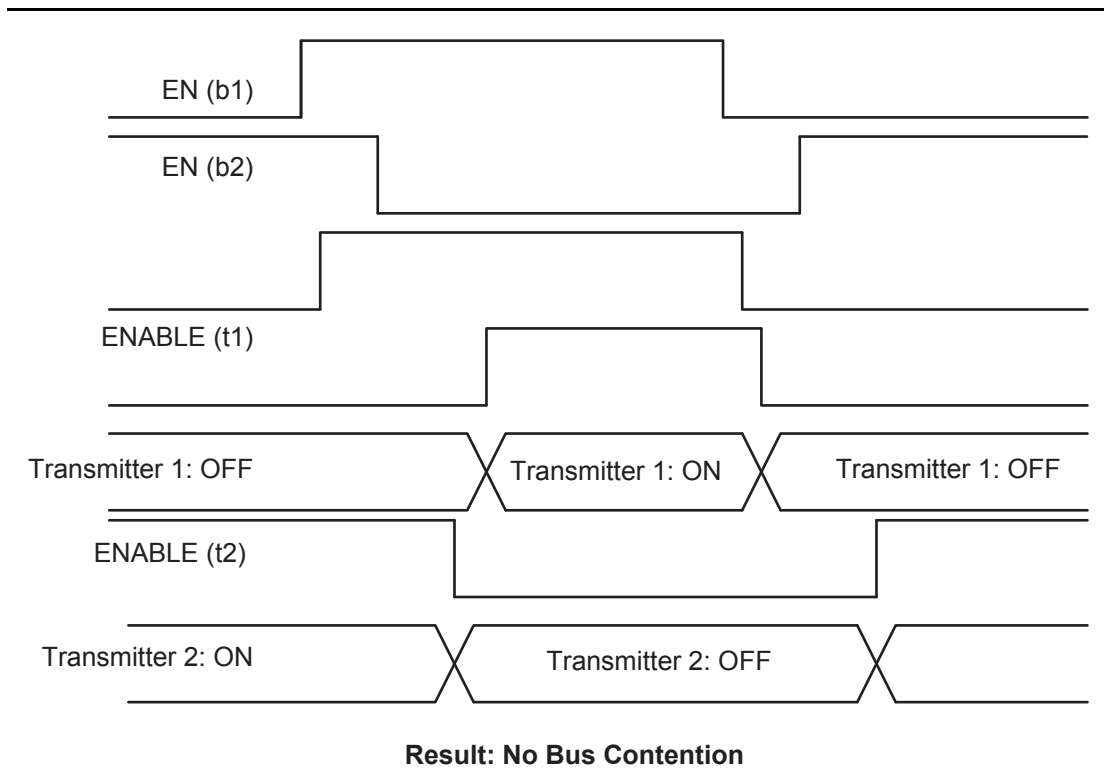 EN (b1)
EN (b2)
ENABLE (t1)
Transmitter 1: OFF
Transmitter 1: ON
Transmitter 1: OFF
ENABLE (t2)
Transmitter 2: ON
Transmitter 2: OFF
Result: No Bus Contention